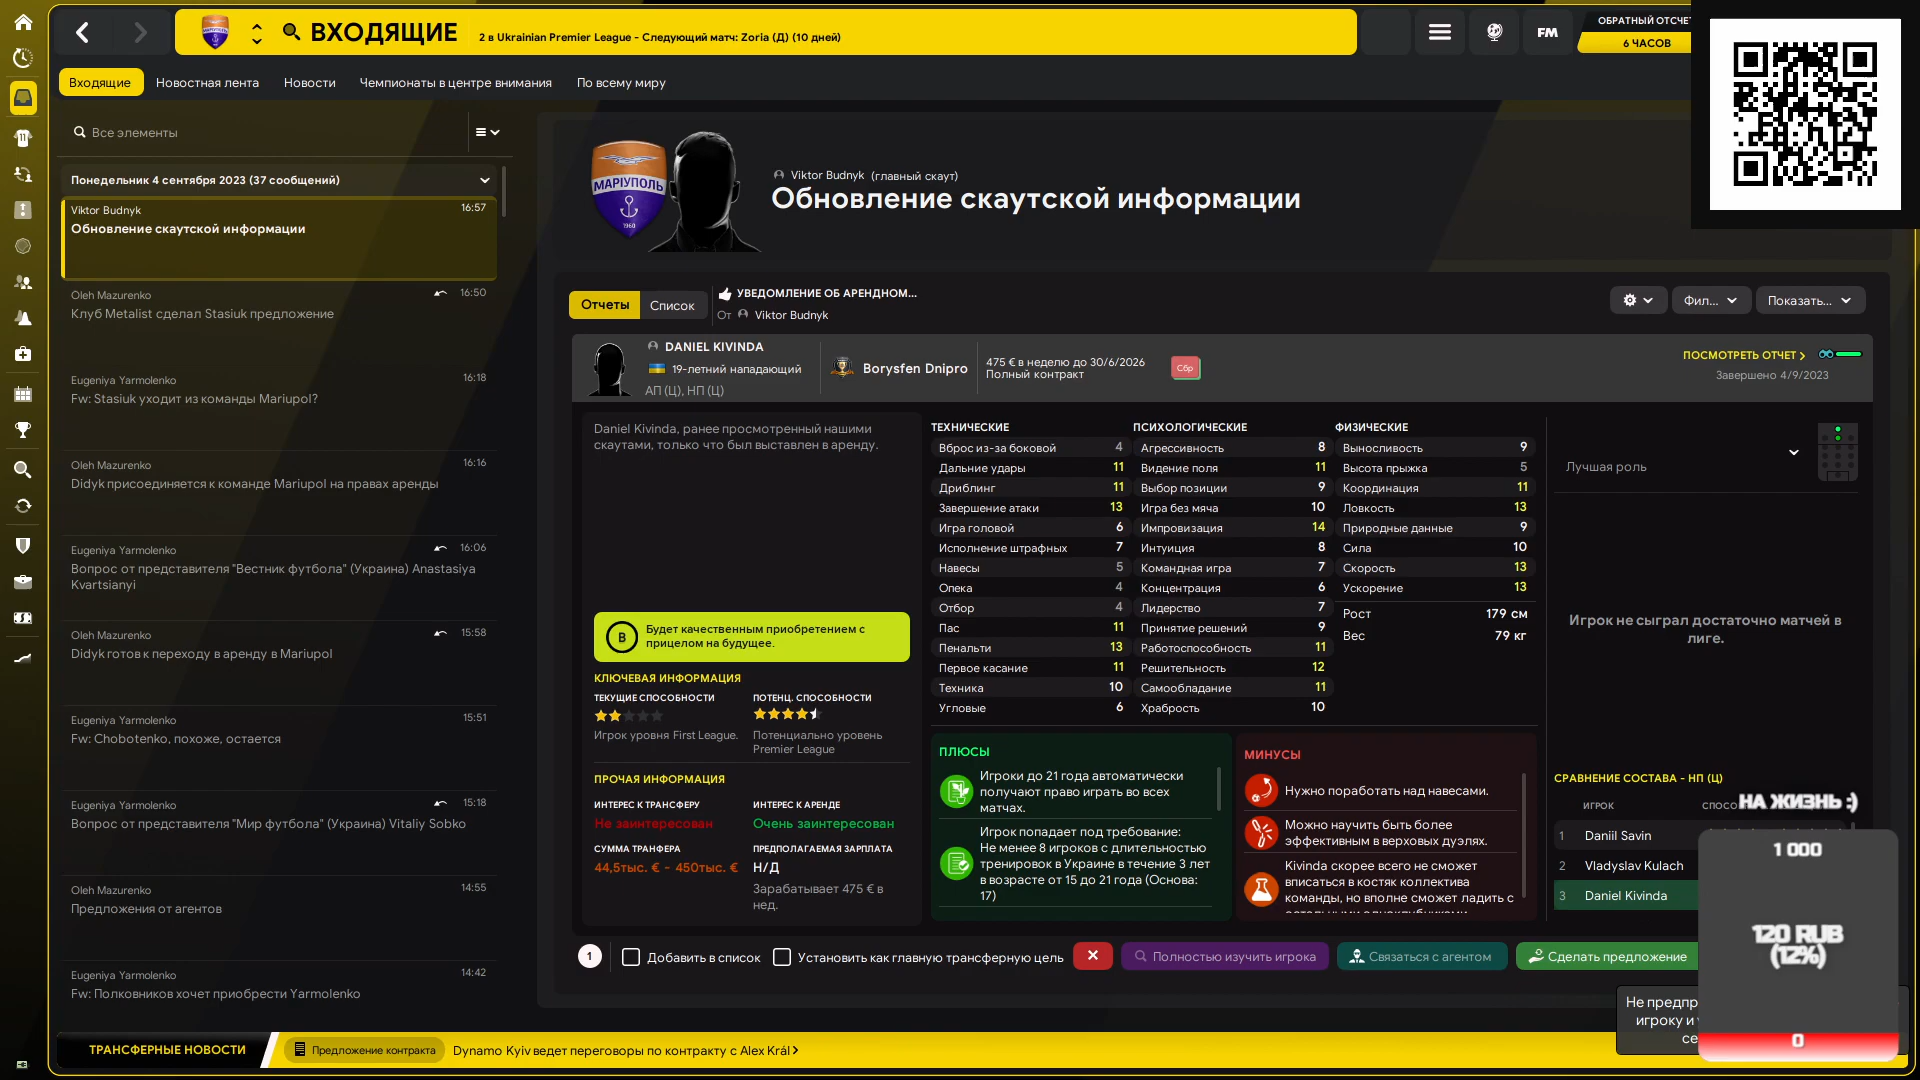 ВХОДЯЩИЕ
2 в Ukrainian Premier League - Следующий матч: Zoria (Д) (10 дней)
FM
ОБРАТНЫЙ ОТСЧЕТ
6 ЧАСОВ
Входящие
Новостная лента
Новости
Чемпионаты в центре внимания
По всему миру
Все элементы
Понедельник 4 сентября 2023 (37 сообщений)
Viktor Budnyk 16:57
Обновление скаутской информации
Oleh Mazurenko 16:50
Клуб Metalist сделал Stasiuk предложение
Eugeniya Yarmolenko 16:18
Fw: Stasiuk уходит из команды Mariupol?
Oleh Mazurenko 16:16
Didyk присоединяется к команде Mariupol на правах аренды
Eugeniya Yarmolenko 16:06
Вопрос от представителя "Вестник футбола" (Украина) Anastasiya
Kvartsianyi
Oleh Mazurenko 15:58
Didyk готов к переходу в аренду в Mariupol
Eugeniya Yarmolenko 15:51
Fw: Chobotenko, похоже, остается
Eugeniya Yarmolenko 15:18
Вопрос от представителя "Мир футбола" (Украина) Vitaliy Sobko
Oleh Mazurenko 14:55
Предложения от агентов
Eugeniya Yarmolenko 14:42
Fw: Полковников хочет приобрести Yarmolenko
МАРІУПОЛЬ
1960
Viktor Budnyk (главный скаут)
Обновление скаутской информации
Отчеты
Список
УВЕДОМЛЕНИЕ ОБ АРЕНДНОМ...
От Viktor Budnyk
Фил...
Показать...
DANIEL KIVINDA
19-летний нападающий
АП (Ц), НП (Ц)
Borysfen Dnipro
475 € в неделю до 30/6/2026
Полный контракт
Сбр
ПОСМОТРЕТЬ ОТЧЕТ
Завершено 4/9/2023
Daniel Kivinda, ранее просмотренный нашими
скаутами, только что был выставлен в аренду.
B
Будет качественным приобретением с
прицелом на будущее.
КЛЮЧЕВАЯ ИНФОРМАЦИЯ
ТЕКУЩИЕ СПОСОБНОСТИ
Игрок уровня First League.
ПОТЕНЦ. СПОСОБНОСТИ
Потенциально уровень
Premier League
ПРОЧАЯ ИНФОРМАЦИЯ
ИНТЕРЕС К ТРАНСФЕРУ
Не заинтересован
ИНТЕРЕС К АРЕНДЕ
Очень заинтересован
СУММА ТРАНФЕРА
44,5тыс. € - 450тыс. €
ПРЕДПОЛАГАЕМАЯ ЗАРПЛАТА
Н/Д
Зарабатывает 475 € в
нед.
ТЕХНИЧЕСКИЕ
Вброс из-за боковой 4
Дальние удары 11
Дриблинг 11
Завершение атаки 13
Игра головой 6
Исполнение штрафных 7
Навесы 5
Опека 4
Отбор 4
Пас 11
Пенальти 13
Первое касание 11
Техника 10
Угловые 6
ПСИХОЛОГИЧЕСКИЕ
Агрессивность 8
Видение поля 11
Выбор позиции 9
Игра без мяча 10
Импровизация 14
Интуиция 8
Командная игра 7
Концентрация 6
Лидерство 7
Принятие решений 9
Работоспособность 11
Решительность 12
Самообладание 11
Храбрость 10
ФИЗИЧЕСКИЕ
Выносливость 9
Высота прыжка 5
Координация 11
Ловкость 13
Природные данные 9
Сила 10
Скорость 13
Ускорение 13
Рост 179 см
Вес 79 кг
ПЛЮСЫ
Игроки до 21 года автоматически
получают право играть во всех
матчах.
Игрок попадает под требование:
Не менее 8 игроков с длительностью
тренировок в Украине в течение 3 лет
в возрасте от 15 до 21 года (Основа:
17)
МИНУСЫ
Нужно поработать над навесами.
Можно научить быть более
эффективным в верховых дуэлях.
Kivinda скорее всего не сможет
вписаться в костяк коллектива
команды, но вполне сможет ладить с
Лучшая роль
Игрок не сыграл достаточно матчей в
лиге.
СРАВНЕНИЕ СОСТАВА - НП (Ц)
ИГРОК СПОСО
1 Daniil Savin
2 Vladyslav Kulach
3 Daniel Kivinda
НА ЖИЗНЬ :)
1 000
120 RUB
(12%)
0
1
Добавить в список
Установить как главную трансферную цель
Полностью изучить игрока
Связаться с агентом
Сделать предложение
Не предпр
игроку и
се
ТРАНСФЕРНЫЕ НОВОСТИ
Предложение контракта
Dynamo Kyiv ведет переговоры по контракту с Alex Král